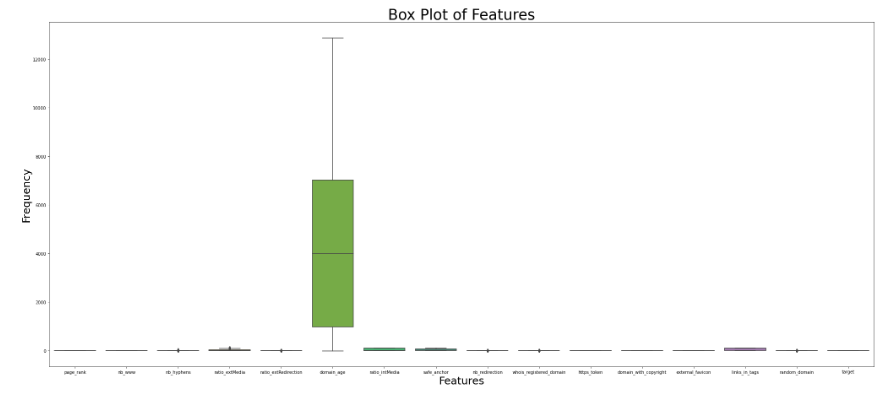 Box Plot of Features
Frequency
12000
10000
8000
6000
4000
2000
0
page_rank nb_www nb_hyphens ratio_extMedia ratio_extRedirection domain_age ratio_intMedia safe_anchor nb_redirection whois_registered_domain https_token domain_with_copyright external_favicon links_in_tags random_domain target
Features